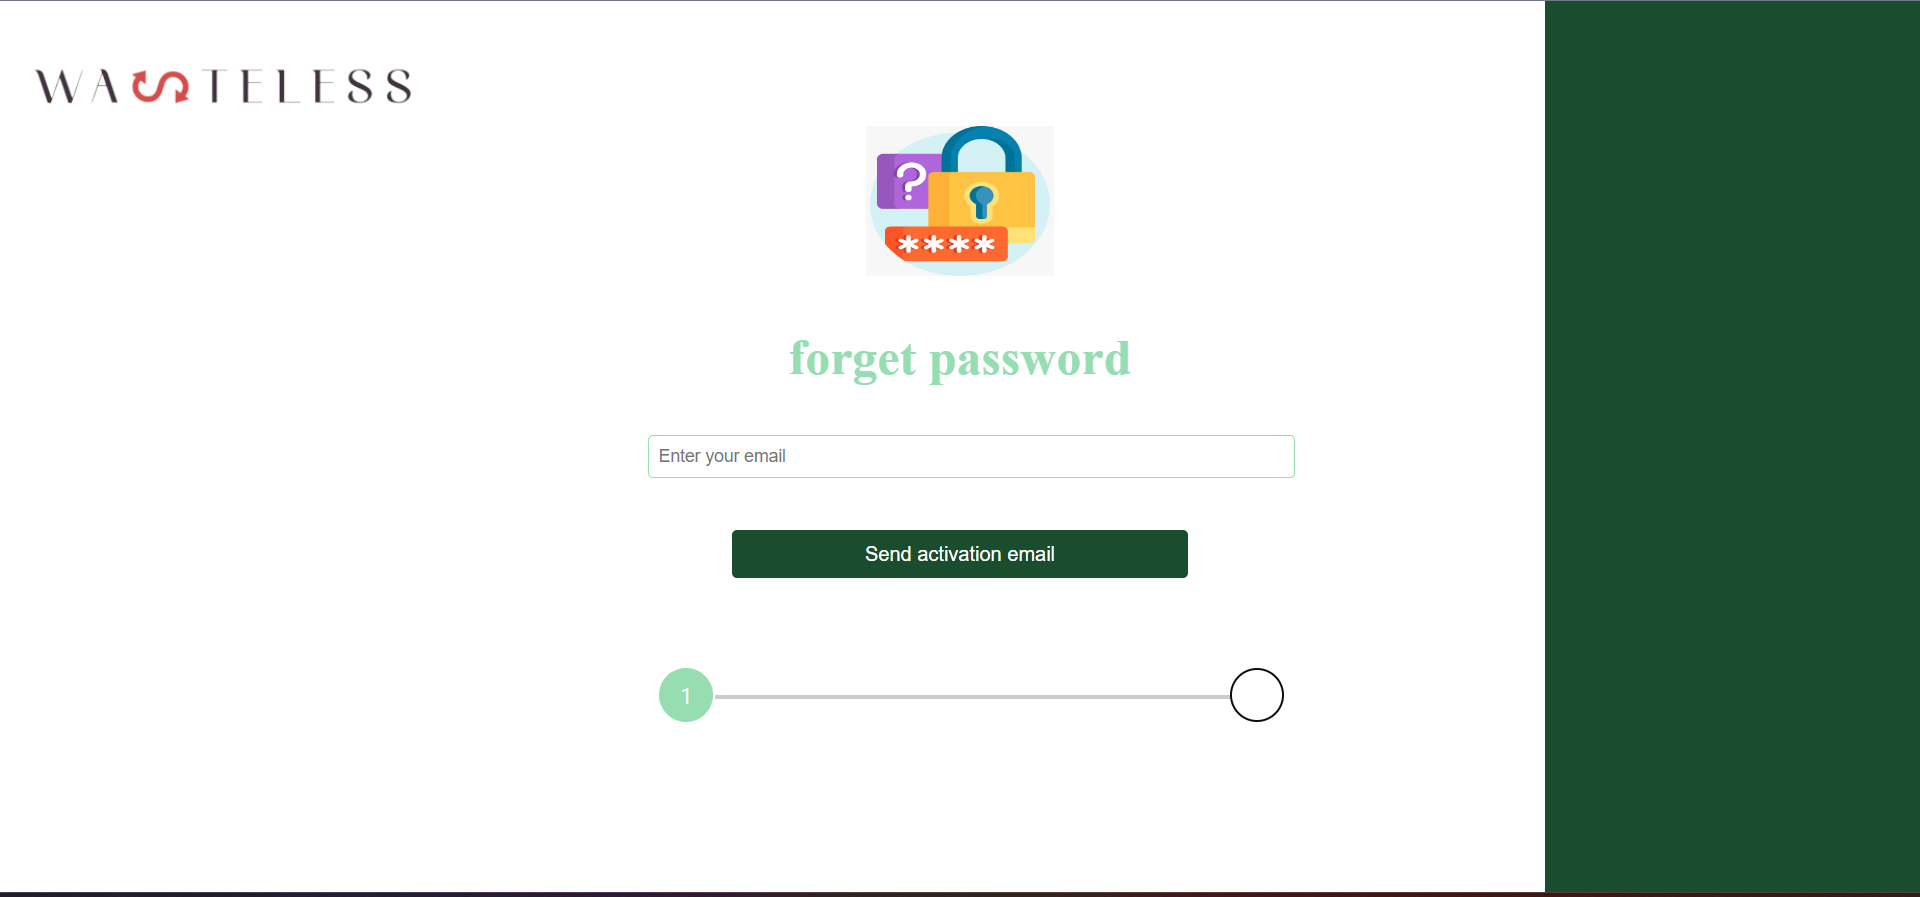 WASTELESS
?
****
forget password
Enter your email
Send activation email
1